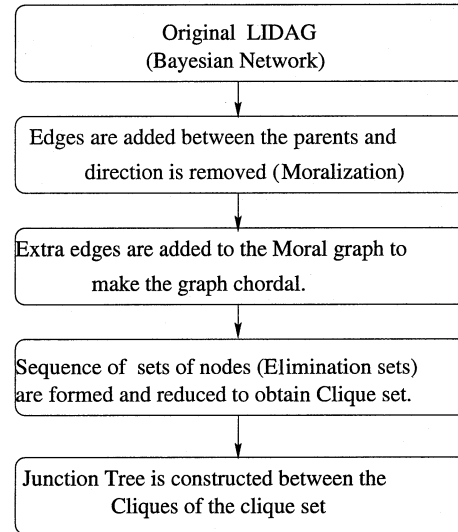 Original LIDAG
(Bayesian Network)
Edges are added between the parents and
direction is removed (Moralization)
Extra edges are added to the Moral graph to
make the graph chordal.
Sequence of sets of nodes (Elimination sets)
are formed and reduced to obtain Clique set.
Junction Tree is constructed between the
Cliques of the clique set